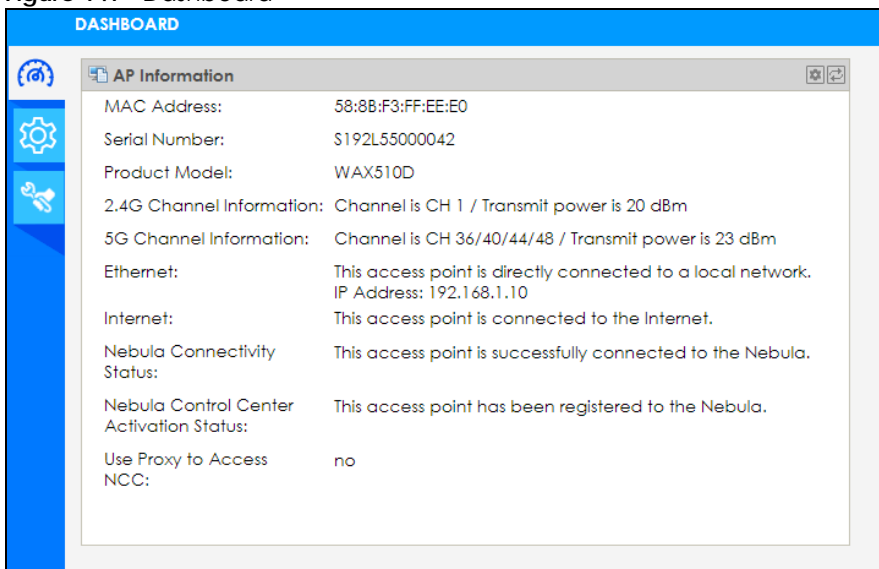 DASHBOARD
AP Information
MAC Address: 58:8B:F3:FF:EE:E0
Serial Number: S192L55000042
Product Model: WAX510D
2.4G Channel Information: Channel is CH 1 / Transmit power is 20 dBm
5G Channel Information: Channel is CH 36/40/44/48 / Transmit power is 23 dBm
Ethernet: This access point is directly connected to a local network.
IP Address: 192.168.1.10
Internet: This access point is connected to the Internet.
Nebula Connectivity
Status: This access point is successfully connected to the Nebula.
Nebula Control Center
Activation Status: This access point has been registered to the Nebula.
Use Proxy to Access
NCC: no